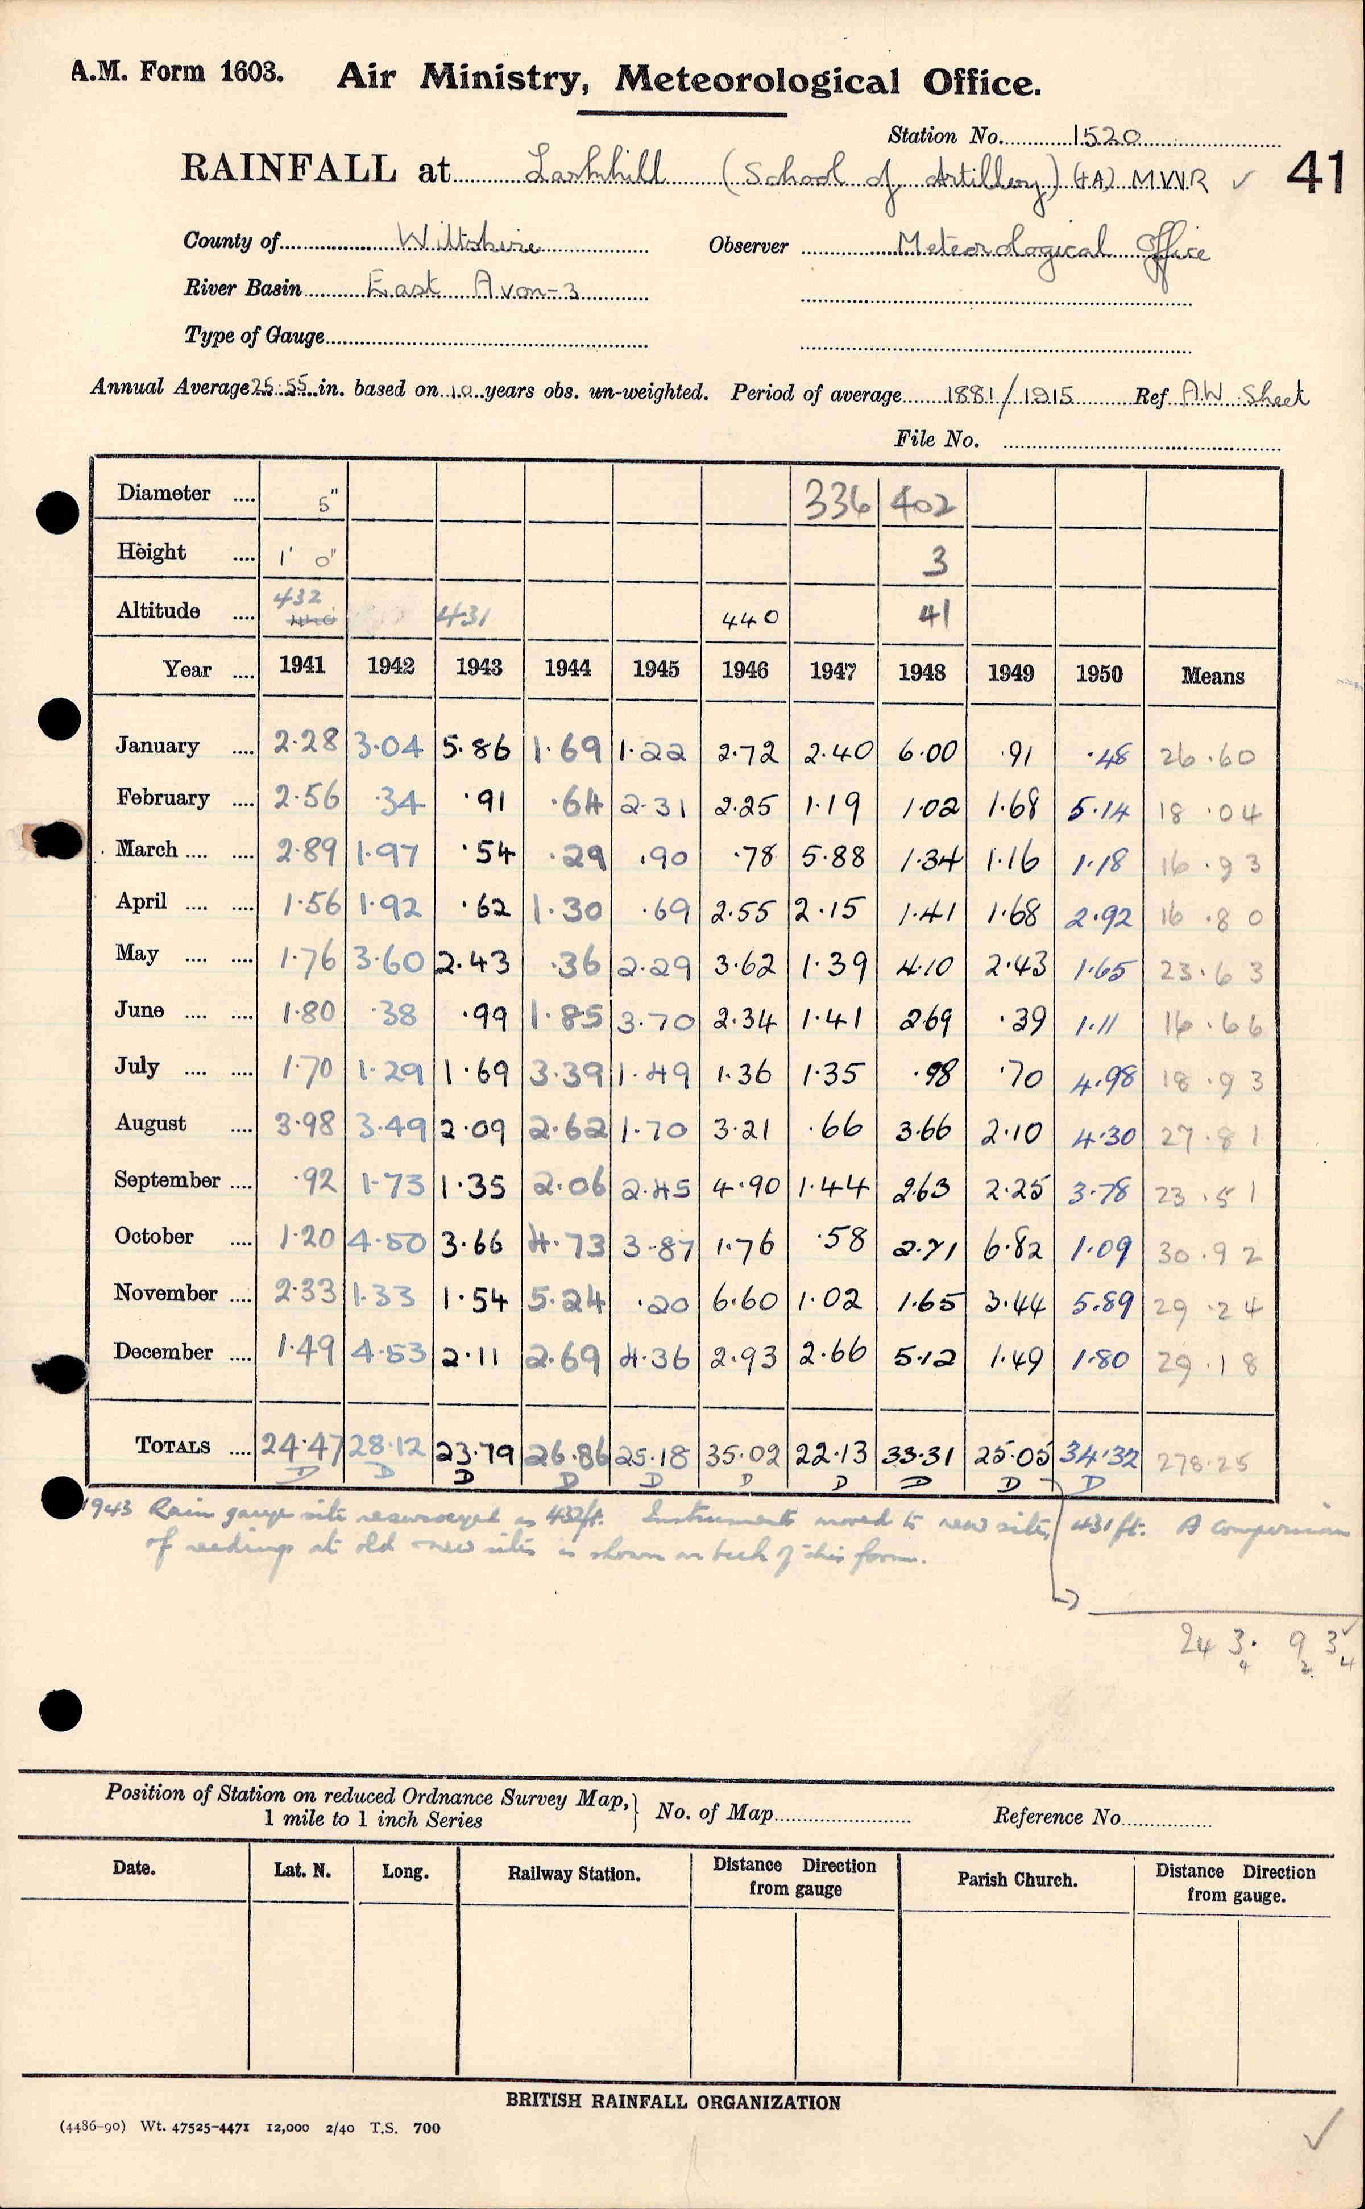 A.M. Form 1603. Air Ministry, Meteorological Office.
Station No. 1520
RAINFALL at Larkhill (School of Artillery) (HA) MWR ✓ 41
County of Wiltshire Observer Meteorological Office
River Basin East Avon-3
Type of Gauge
Annual Average 25.55 in. based on 10 years obs. un-weighted. Period of average 1881/1915 Ref AW Sheet
File No.
Diameter .... 5" 336 402
Height .... 1' 0" 3
Altitude .... 432 431 440 41
Year .... 1941 1942 1943 1944 1945 1946 1947 1948 1949 1950 Means
January .... 2.28 3.04 5.86 1.69 1.22 2.72 2.40 6.00 .91 .48 26.60
February .... 2.56 .34 .91 .64 2.31 2.25 1.19 1.02 1.68 5.14 18.04
March .... .... 2.89 1.97 .54 .29 .90 .78 5.88 1.34 1.16 1.18 16.93
April .... .... 1.56 1.92 .62 1.30 .69 2.55 2.15 1.41 1.68 2.92 16.80
May .... .... 1.76 3.60 2.43 .36 2.29 3.62 1.39 4.10 2.43 1.65 23.63
June .... .... 1.80 .38 .99 1.85 3.70 2.34 1.41 2.69 .39 1.11 16.66
July .... .... 1.70 1.29 1.69 3.39 1.49 1.36 1.35 .98 .70 4.98 18.93
August .... 3.98 3.49 2.09 2.62 1.70 3.21 .66 3.66 2.10 4.30 27.81
September .... .92 1.73 1.35 2.06 2.45 4.90 1.44 2.63 2.25 3.78 23.51
October .... 1.20 4.50 3.66 4.73 3.87 1.76 .58 2.71 6.82 1.09 30.92
November .... 2.33 1.33 1.54 5.24 .20 6.60 1.02 1.65 3.44 5.89 29.24
December .... 1.49 4.53 2.11 2.69 4.36 2.93 2.66 5.12 1.49 1.80 29.18
TOTALS .... 24.47 28.12 23.79 26.86 25.18 35.02 22.13 33.31 25.05 34.32 278.25
D D D D D D D D D D
1943 Rain gauge site resurveyed as 432ft. Instruments moved to new site, 431ft. A comparison
of readings at old & new sites is shown on back of this form.
243.93 ✓
4 2 4
Position of Station on reduced Ordnance Survey Map,
1 mile to 1 inch Series } No. of Map Reference No.
Date. Lat. N. Long. Railway Station. Distance Direction from gauge Parish Church. Distance Direction from gauge.
BRITISH RAINFALL ORGANIZATION
(4486-90) Wt. 47525-4471 12,000 2/40 T.S. 700 ✓